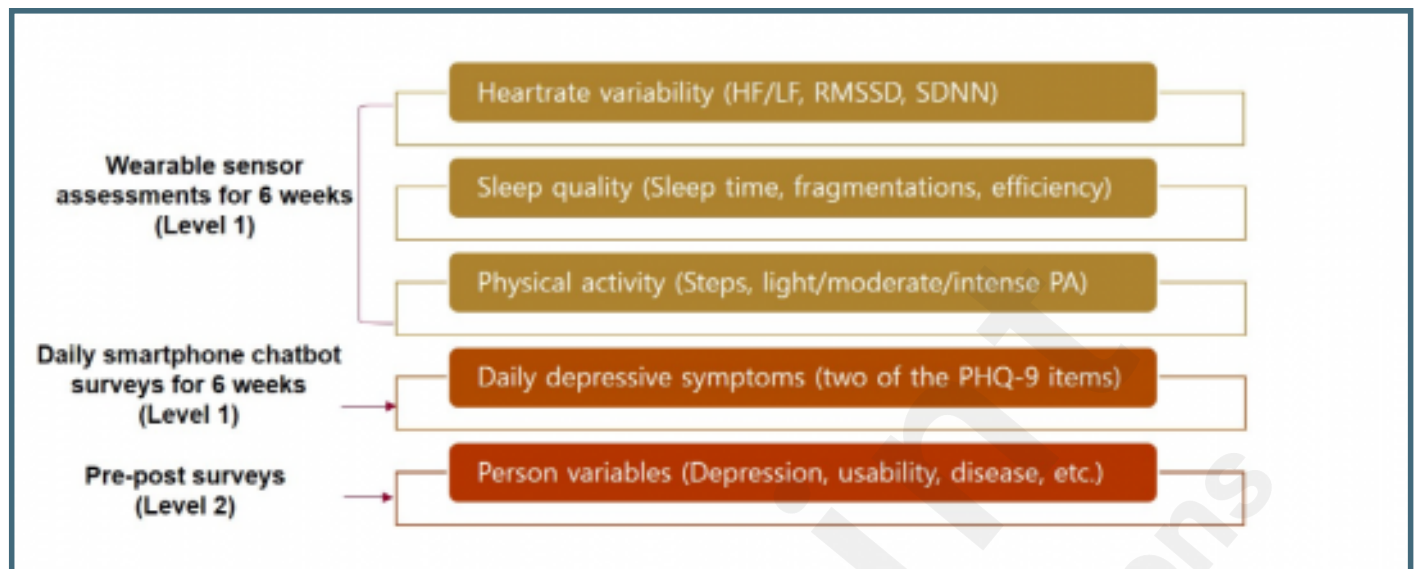 Heartrate variability (HF/LF, RMSSD, SDNN)
Wearable sensor
assessments for 6 weeks
(Level 1)
Sleep quality (Sleep time, fragmentations, efficiency)
Physical activity (Steps, light/moderate/intense PA)
Daily smartphone chatbot
surveys for 6 weeks
(Level 1)
Daily depressive symptoms (two of the PHQ-9 items)
Pre-post surveys
(Level 2)
Person variables (Depression, usability, disease, etc.)